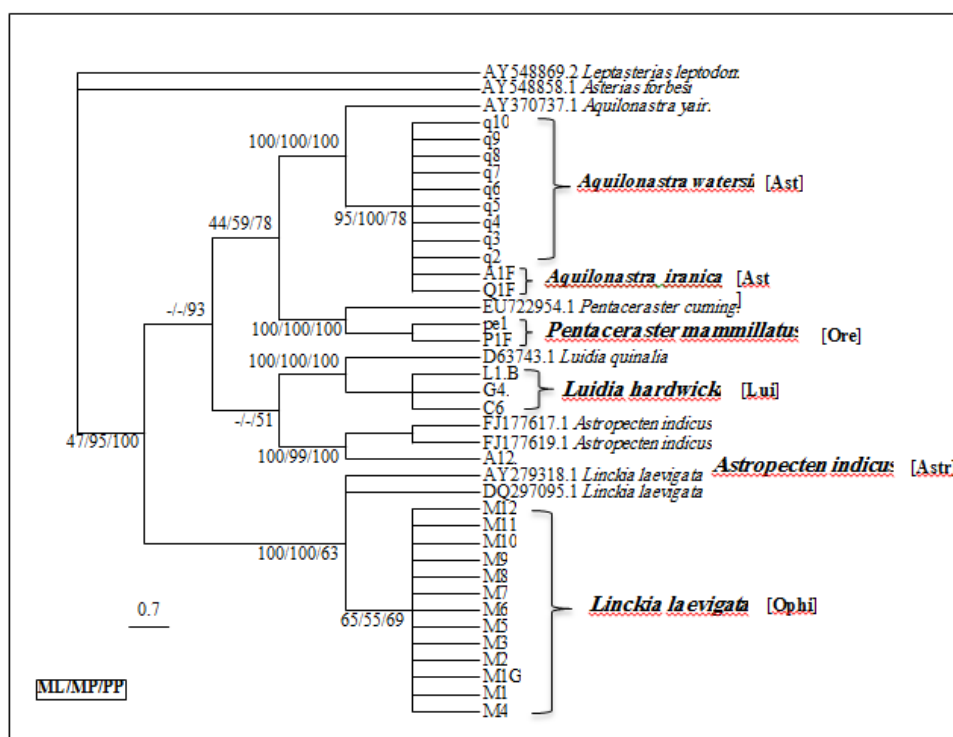 AY548869.2 Leptasterias leptodon.
AY548858.1 Asterias forbesi
AY370737.1 Aquilonastra yair.
q10
100/100/100
q9
q8
q7
Aquilonastra watersi [Ast]
q6
q5
95/100/78
44/59/78
q4
q3
q2
A1F
Aquilonastra iranica [Ast
Q1F
]
EU722954.1 Pentaceraster cuming.
-/-/93
100/100/100
pe1
Pentaceraster mammillatus [Ore]
P1F
100/100/100
D63743.1 Luidia quinalia
L1.B
G4.
Luidia hardwick [Lui]
C6
-/-/51
FJ177617.1 Astropecten indicus
47/95/100
FJ177619.1 Astropecten indicus
100/99/100
A12.
Astropecten indicus [Astr]
AY279318.1 Linckia laevigata
DQ297095.1 Linckia laevigata
M12
M11
100/100/63
M10
M9
M8
M7
0.7
65/55/69
M6
Linckia laevigata [Ophi]
M5
M3
M2
M1G
ML/MP/PP
M1
M4